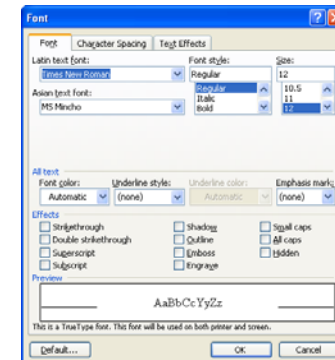 Font
Font Character Spacing Text Effects
Latin text font: Font style: Size:
Times New Roman Regular 12
Regular 10.5
Asian text font: Italic 11
MS Mincho Bold 12
All text
Font color: Underline style: Underline color: Emphasis mark:
Automatic (none) Automatic (none)
Effects
Strikethrough Shadow Small caps
Double strikethrough Outline All caps
Superscript Emboss Hidden
Subscript Engrave
Preview
AaBbCcYyZz
This is a TrueType font. This font will be used on both printer and screen.
Default... OK Cancel